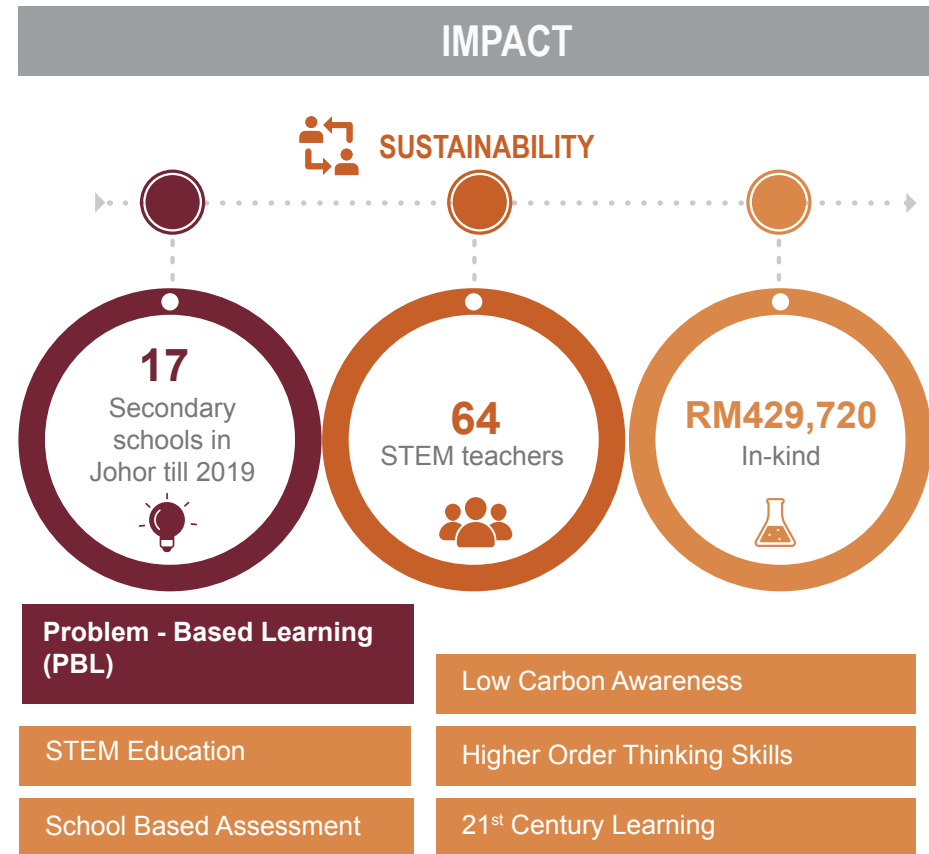 IMPACT
SUSTAINABILITY
17
Secondary
schools in
Johor till 2019
64
STEM teachers
RM429,720
In-kind
Problem - Based Learning
(PBL)
STEM Education
School Based Assessment
Low Carbon Awareness
Higher Order Thinking Skills
21st Century Learning